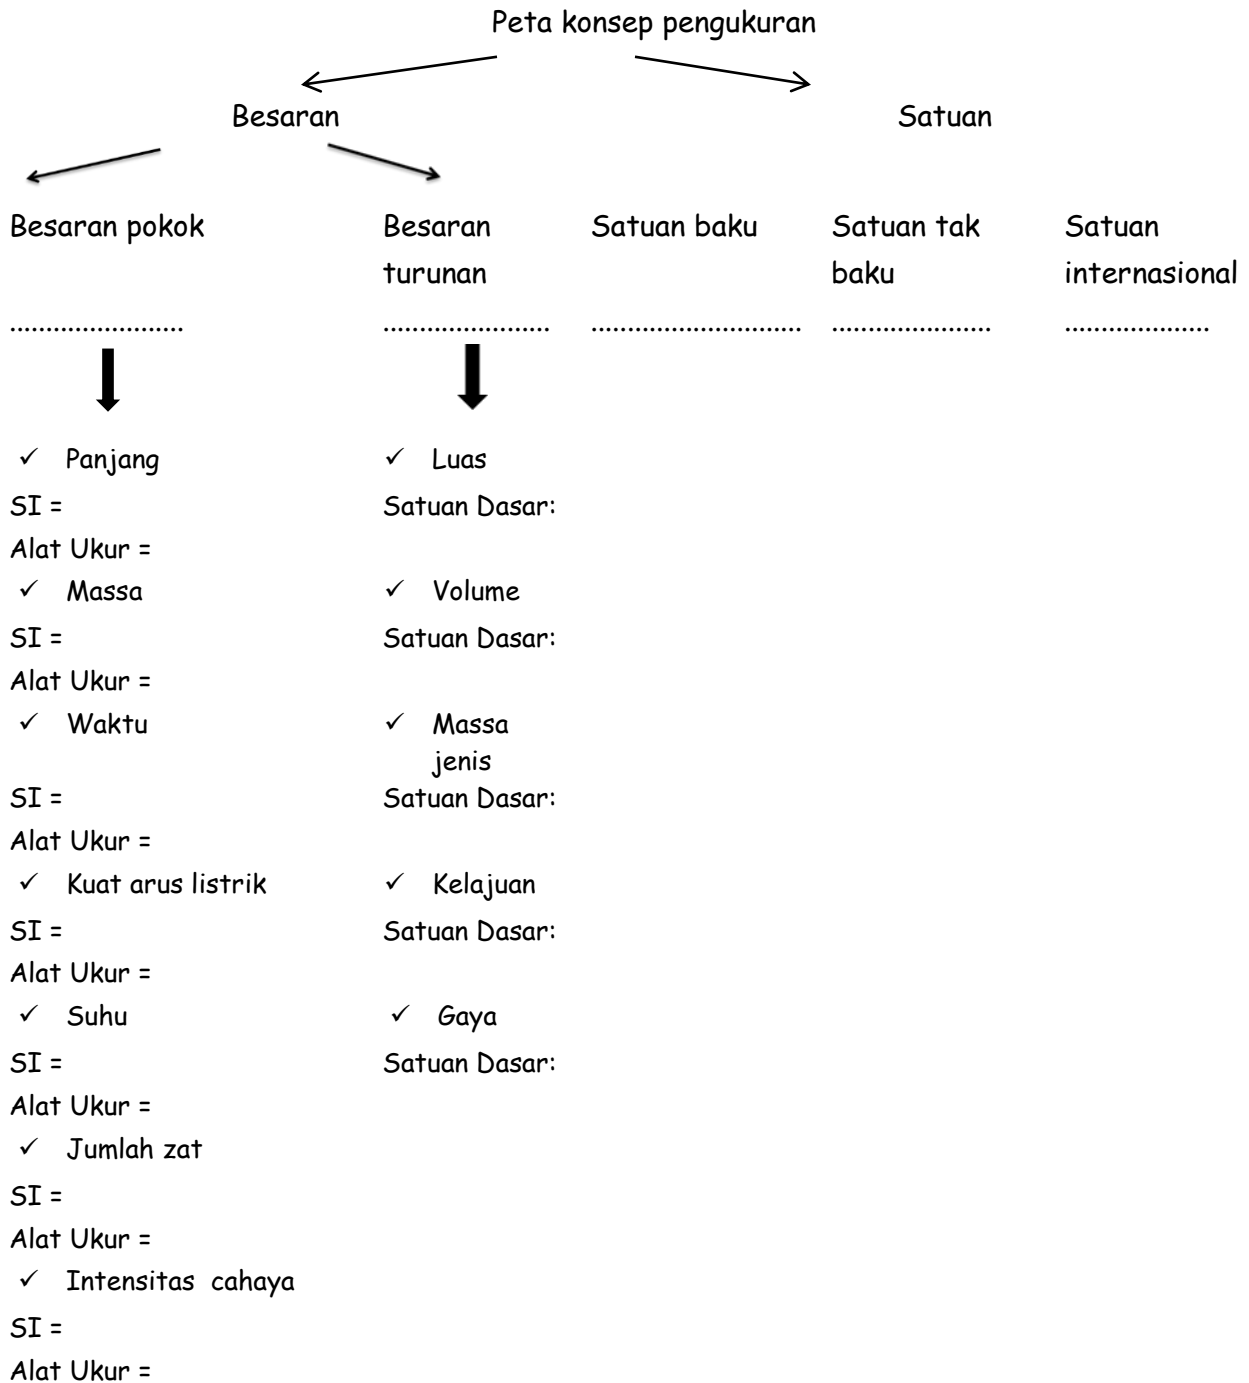 Peta konsep pengukuran
Besaran Satuan
Besaran pokok Besaran Satuan baku Satuan tak Satuan
turunan baku internasional
........................ ....................... ............................. ...................... ....................
✓ Panjang ✓ Luas
SI = Satuan Dasar:
Alat Ukur =
✓ Massa ✓ Volume
SI = Satuan Dasar:
Alat Ukur =
✓ Waktu ✓ Massa
jenis
SI = Satuan Dasar:
Alat Ukur =
✓ Kuat arus listrik ✓ Kelajuan
SI = Satuan Dasar:
Alat Ukur =
✓ Suhu ✓ Gaya
SI = Satuan Dasar:
Alat Ukur =
✓ Jumlah zat
SI =
Alat Ukur =
✓ Intensitas cahaya
SI =
Alat Ukur =